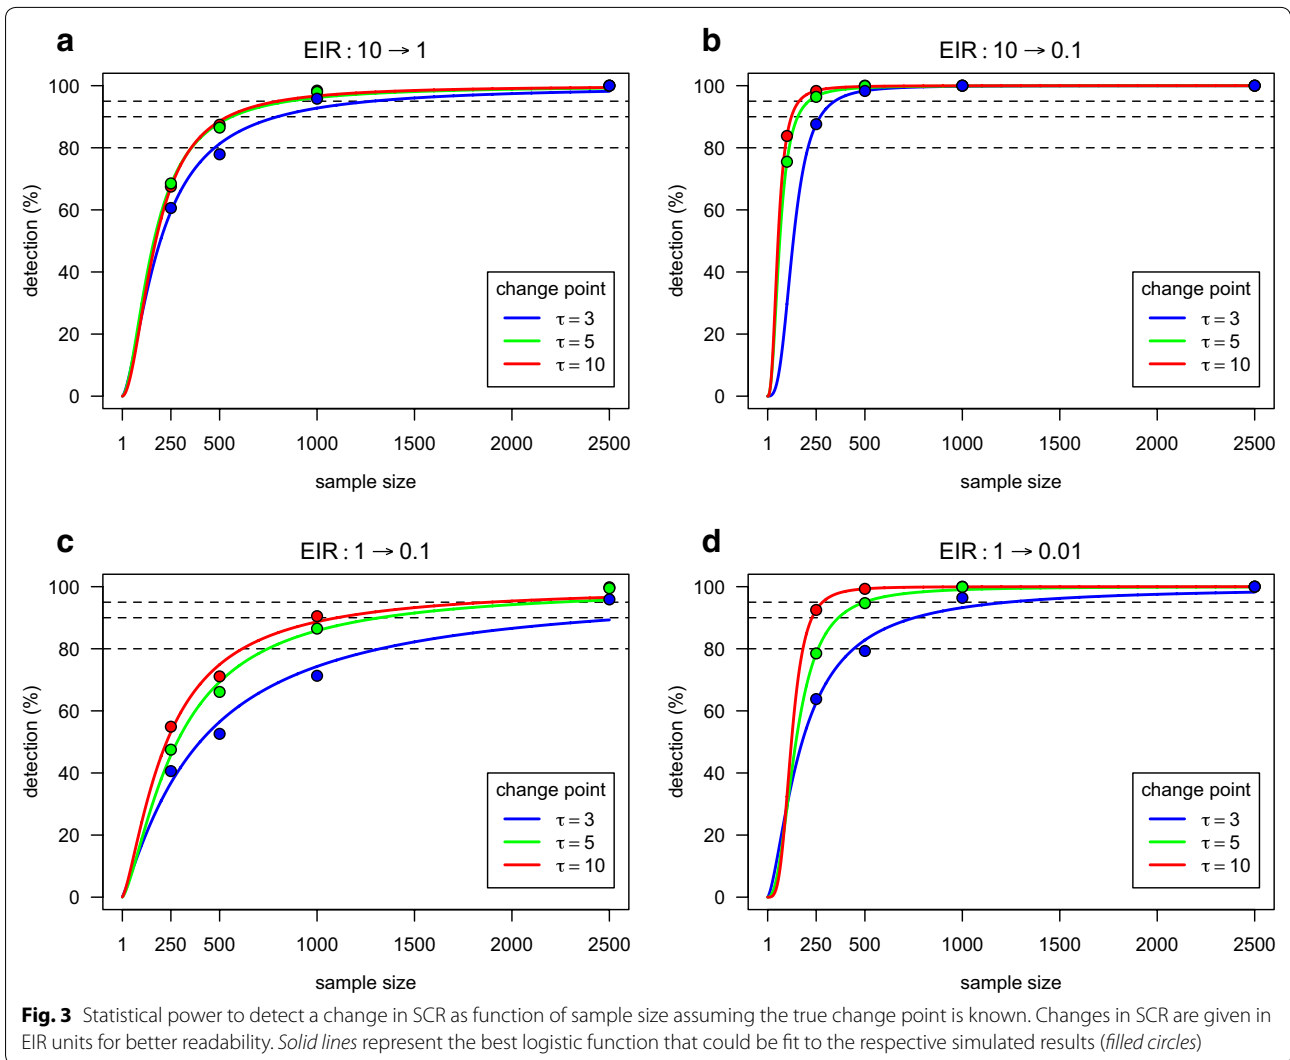 a
EIR : 10 → 1
100
80
60
40
20
0
detection (%)
change point
τ = 3
τ = 5
τ = 10
1 250 500 1000 1500 2000 2500
sample size
b
EIR : 10 → 0.1
100
80
60
40
20
0
detection (%)
change point
τ = 3
τ = 5
τ = 10
1 250 500 1000 1500 2000 2500
sample size
c
EIR : 1 → 0.1
100
80
60
40
20
0
detection (%)
change point
τ = 3
τ = 5
τ = 10
1 250 500 1000 1500 2000 2500
sample size
d
EIR : 1 → 0.01
100
80
60
40
20
0
detection (%)
change point
τ = 3
τ = 5
τ = 10
1 250 500 1000 1500 2000 2500
sample size
Fig. 3 Statistical power to detect a change in SCR as function of sample size assuming the true change point is known. Changes in SCR are given in
EIR units for better readability. Solid lines represent the best logistic function that could be fit to the respective simulated results (filled circles)